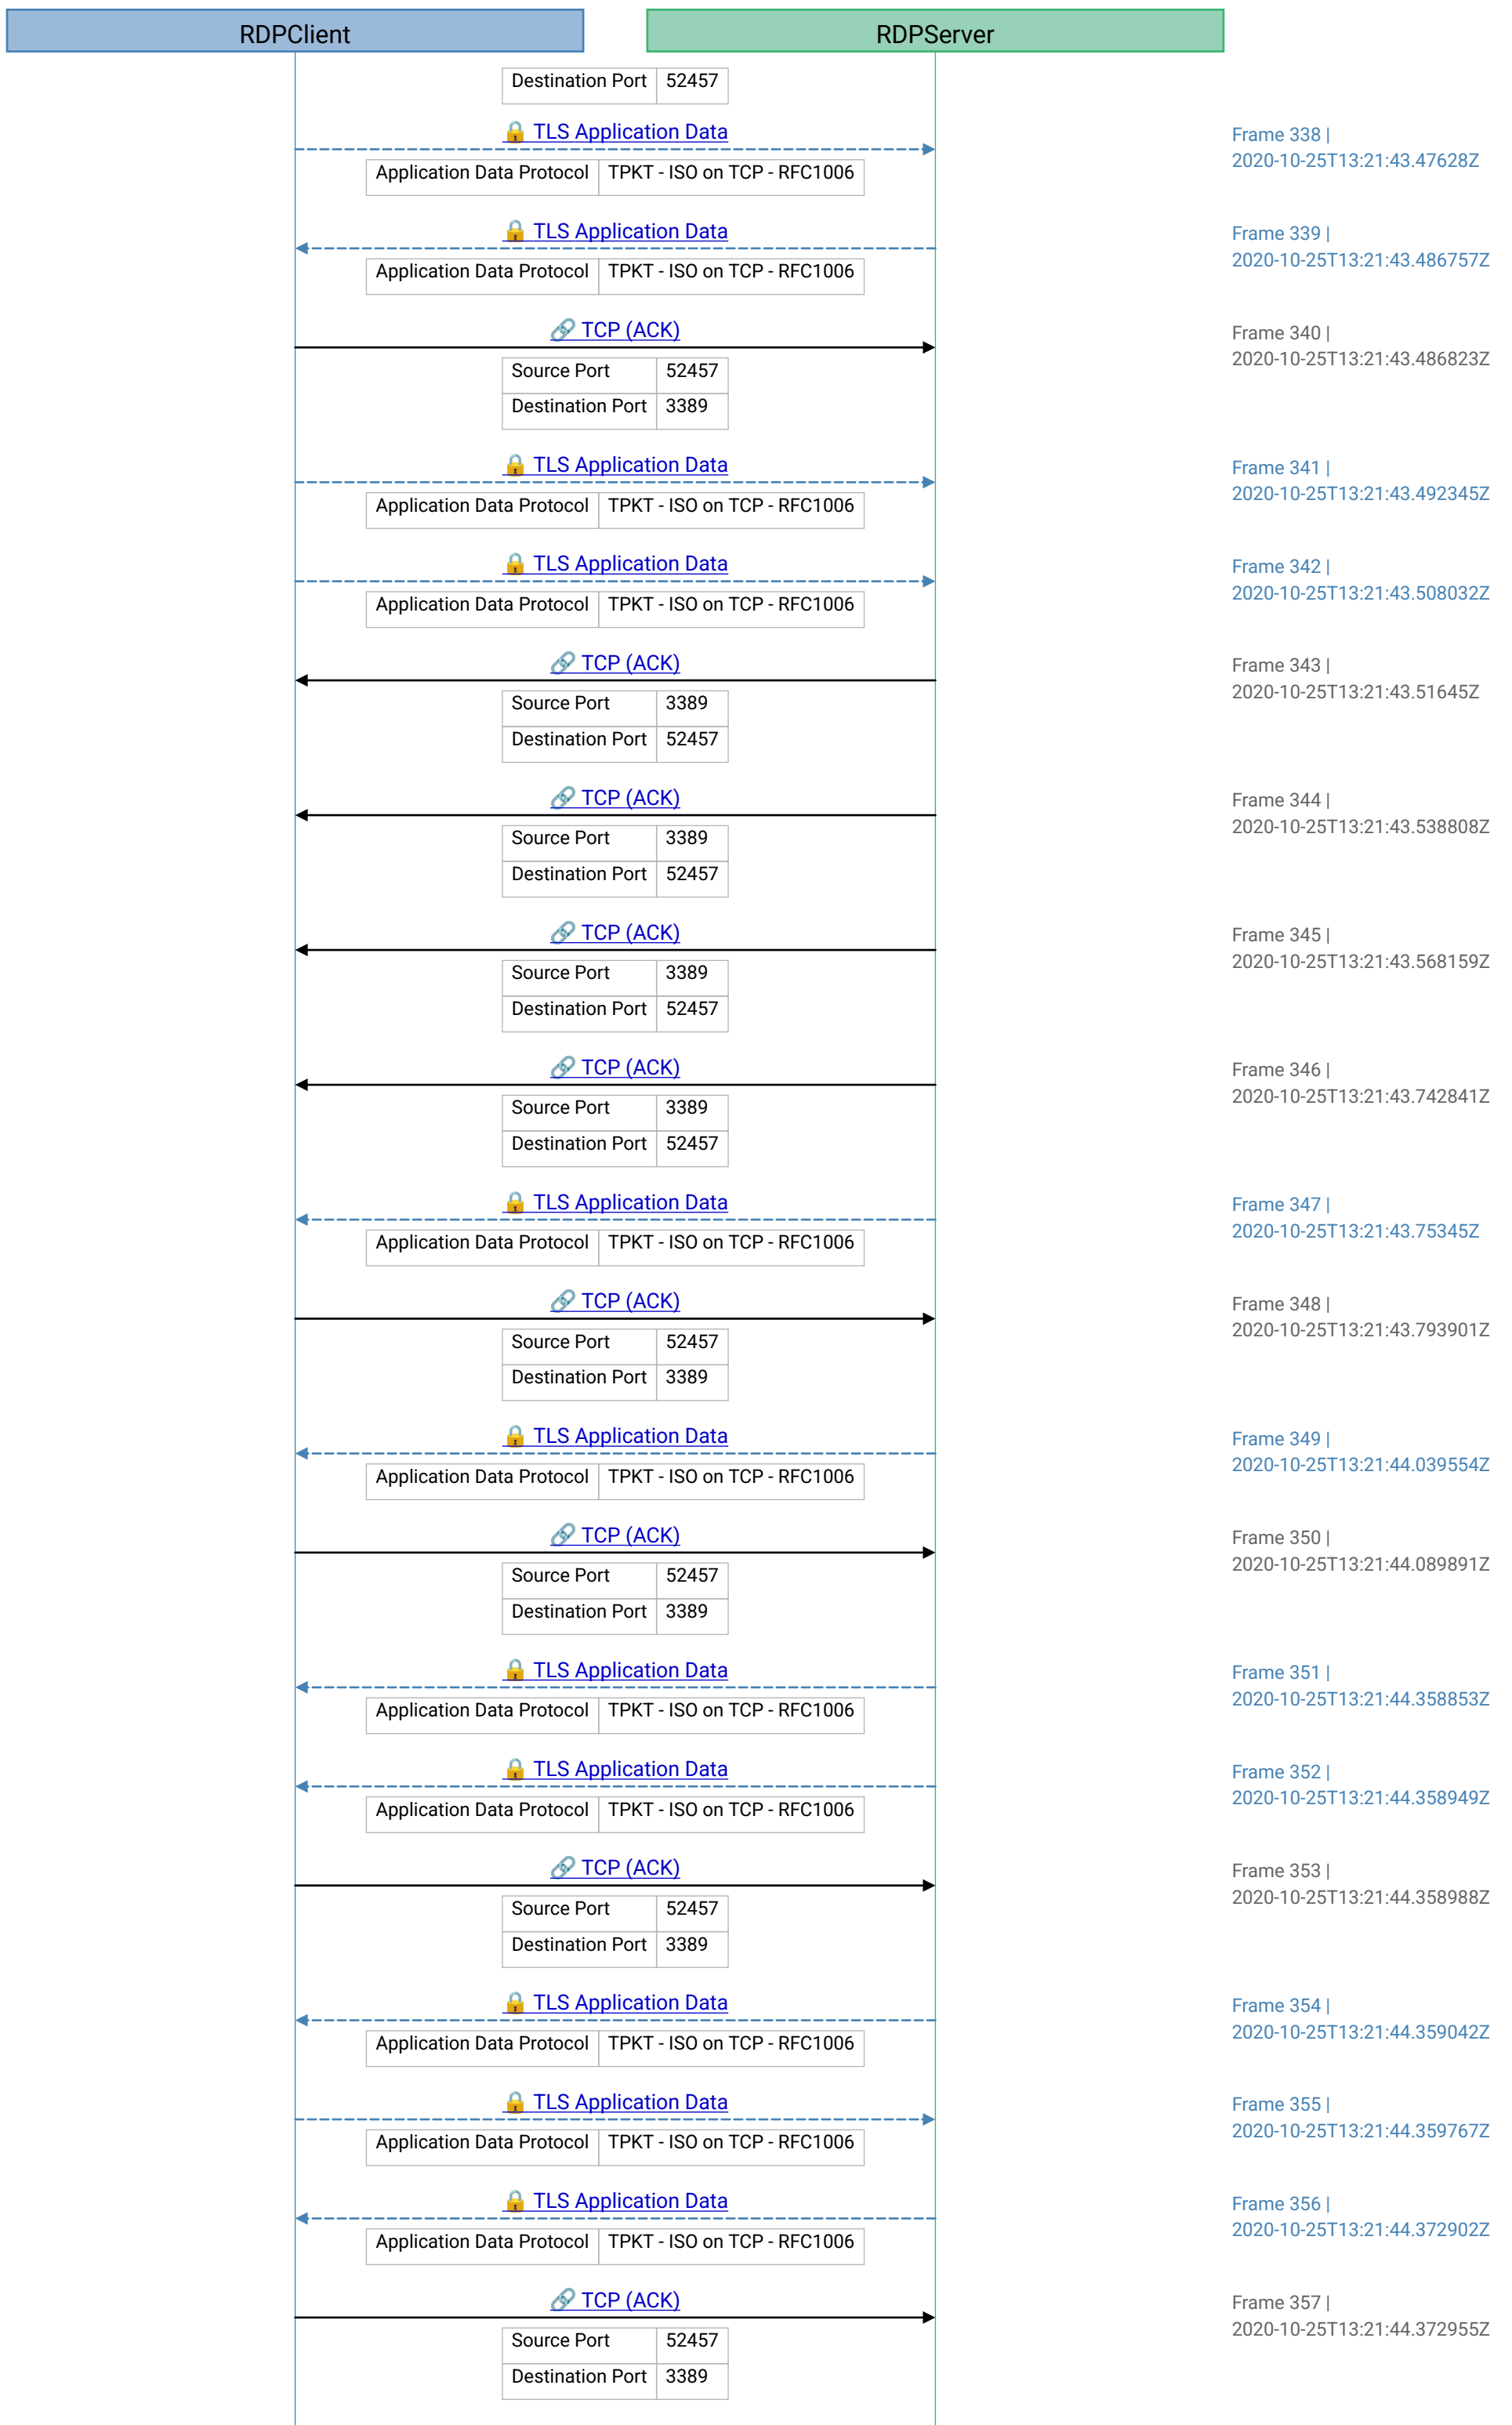 RDPClient RDPServer
Destination Port 52457
🔒 TLS Application Data
Frame 338 |
2020-10-25T13:21:43.47628Z
Application Data Protocol TPKT - ISO on TCP - RFC1006
🔒 TLS Application Data
Frame 339 |
2020-10-25T13:21:43.486757Z
Application Data Protocol TPKT - ISO on TCP - RFC1006
🔗 TCP (ACK)
Frame 340 |
2020-10-25T13:21:43.486823Z
Source Port 52457
Destination Port 3389
🔒 TLS Application Data
Frame 341 |
2020-10-25T13:21:43.492345Z
Application Data Protocol TPKT - ISO on TCP - RFC1006
🔒 TLS Application Data
Frame 342 |
2020-10-25T13:21:43.508032Z
Application Data Protocol TPKT - ISO on TCP - RFC1006
🔗 TCP (ACK)
Frame 343 |
2020-10-25T13:21:43.51645Z
Source Port 3389
Destination Port 52457
🔗 TCP (ACK)
Frame 344 |
2020-10-25T13:21:43.538808Z
Source Port 3389
Destination Port 52457
🔗 TCP (ACK)
Frame 345 |
2020-10-25T13:21:43.568159Z
Source Port 3389
Destination Port 52457
🔗 TCP (ACK)
Frame 346 |
2020-10-25T13:21:43.742841Z
Source Port 3389
Destination Port 52457
🔒 TLS Application Data
Frame 347 |
2020-10-25T13:21:43.75345Z
Application Data Protocol TPKT - ISO on TCP - RFC1006
🔗 TCP (ACK)
Frame 348 |
2020-10-25T13:21:43.793901Z
Source Port 52457
Destination Port 3389
🔒 TLS Application Data
Frame 349 |
2020-10-25T13:21:44.039554Z
Application Data Protocol TPKT - ISO on TCP - RFC1006
🔗 TCP (ACK)
Frame 350 |
2020-10-25T13:21:44.089891Z
Source Port 52457
Destination Port 3389
🔒 TLS Application Data
Frame 351 |
2020-10-25T13:21:44.358853Z
Application Data Protocol TPKT - ISO on TCP - RFC1006
🔒 TLS Application Data
Frame 352 |
2020-10-25T13:21:44.358949Z
Application Data Protocol TPKT - ISO on TCP - RFC1006
🔗 TCP (ACK)
Frame 353 |
2020-10-25T13:21:44.358988Z
Source Port 52457
Destination Port 3389
🔒 TLS Application Data
Frame 354 |
2020-10-25T13:21:44.359042Z
Application Data Protocol TPKT - ISO on TCP - RFC1006
🔒 TLS Application Data
Frame 355 |
2020-10-25T13:21:44.359767Z
Application Data Protocol TPKT - ISO on TCP - RFC1006
🔒 TLS Application Data
Frame 356 |
2020-10-25T13:21:44.372902Z
Application Data Protocol TPKT - ISO on TCP - RFC1006
🔗 TCP (ACK)
Frame 357 |
2020-10-25T13:21:44.372955Z
Source Port 52457
Destination Port 3389